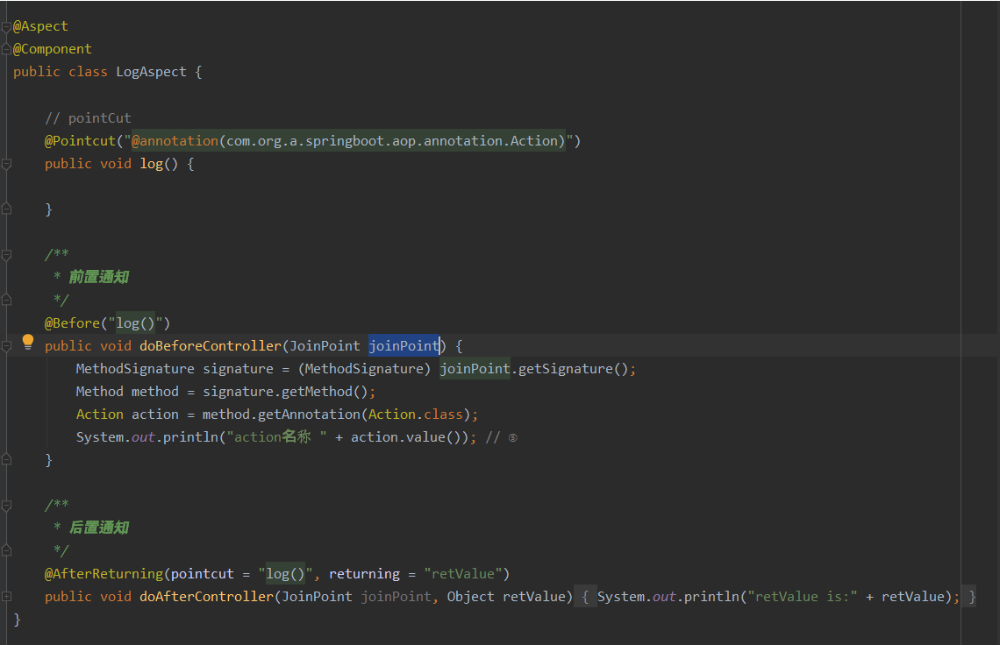 @Aspect
@Component
public class LogAspect {
// pointCut
@Pointcut("@annotation(com.org.a.springboot.aop.annotation.Action)")
public void log() {
}
/**
* 前置通知
*/
@Before("log()")
public void doBeforeController(JoinPoint joinPoint) {
MethodSignature signature = (MethodSignature) joinPoint.getSignature();
Method method = signature.getMethod();
Action action = method.getAnnotation(Action.class);
System.out.println("action名称 " + action.value()); // ⑤
}
/**
* 后置通知
*/
@AfterReturning(pointcut = "log()", returning = "retValue")
public void doAfterController(JoinPoint joinPoint, Object retValue) { System.out.println("retValue is:" + retValue); }
}